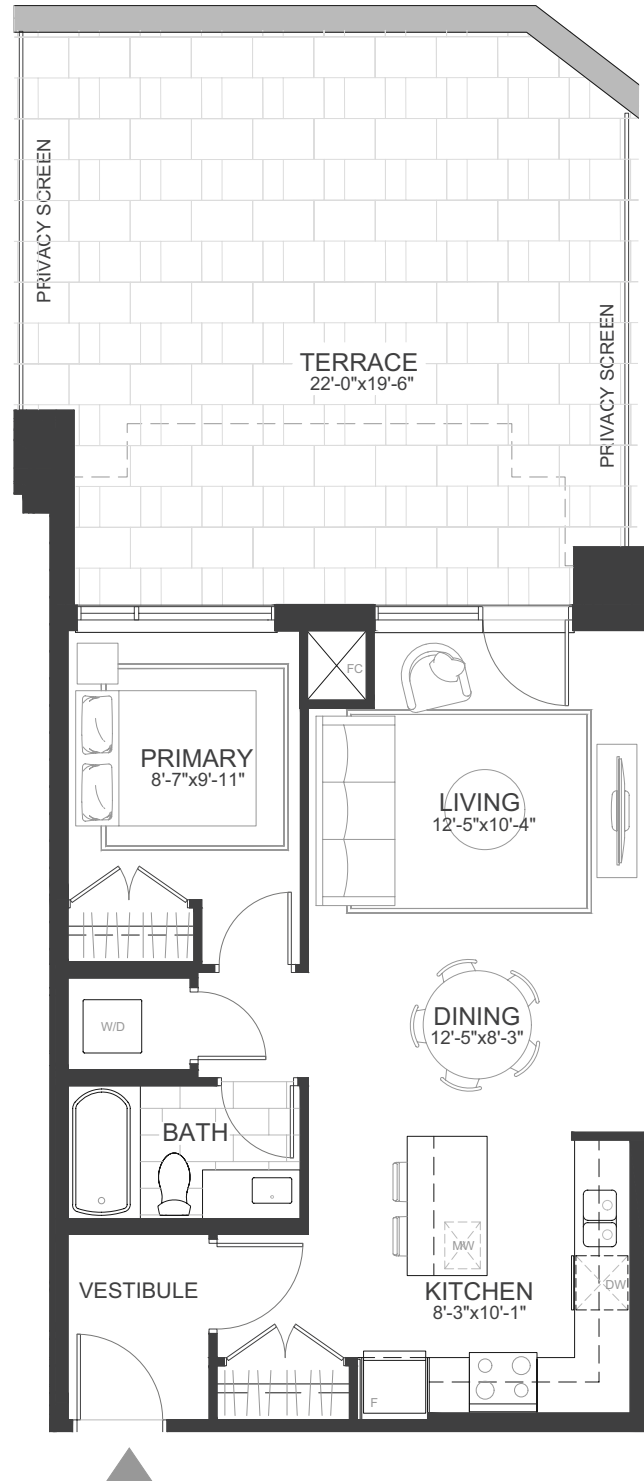 PRIVACY SCREEN
PRIVACY SCREEN
TERRACE
22'-0"x19'-6"
FC
PRIMARY
8'-7"x9'-11"
LIVING
12'-5"x10'-4"
W/D
DINING
12'-5"x8'-3"
BATH
MW
DW
VESTIBULE
KITCHEN
8'-3"x10'-1"
F